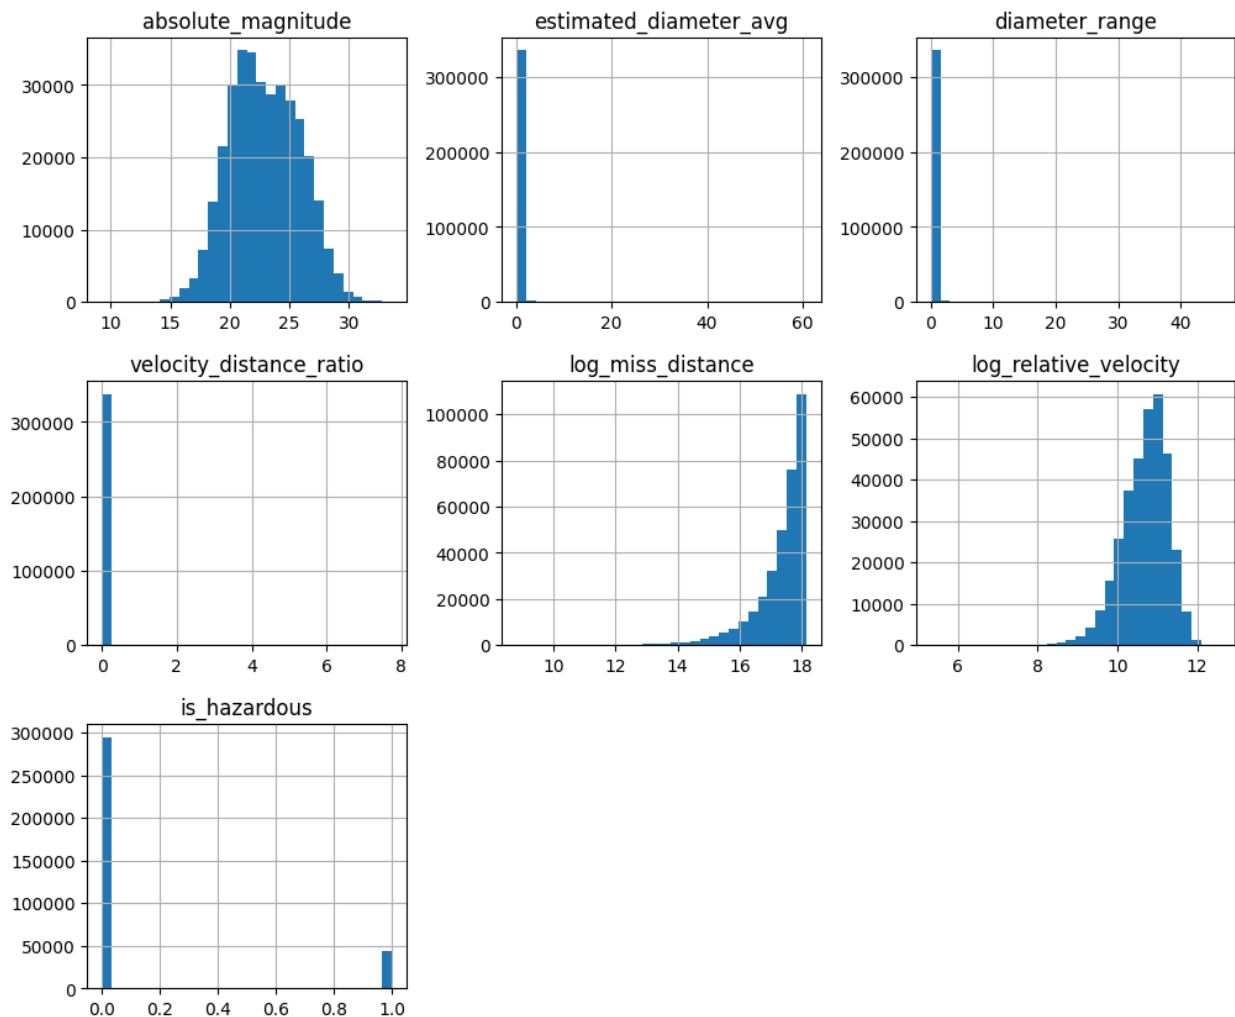 absolute_magnitude
estimated_diameter_avg
diameter_range
30000
20000
10000
0
10 15 20 25 30
300000
200000
100000
0
0 20 40 60
300000
200000
100000
0
0 10 20 30 40
velocity_distance_ratio
log_miss_distance
log_relative_velocity
300000
200000
100000
0
0 2 4 6 8
100000
80000
60000
40000
20000
0
10 12 14 16 18
60000
50000
40000
30000
20000
10000
0
6 8 10 12
is_hazardous
300000
250000
200000
150000
100000
50000
0
0.0 0.2 0.4 0.6 0.8 1.0